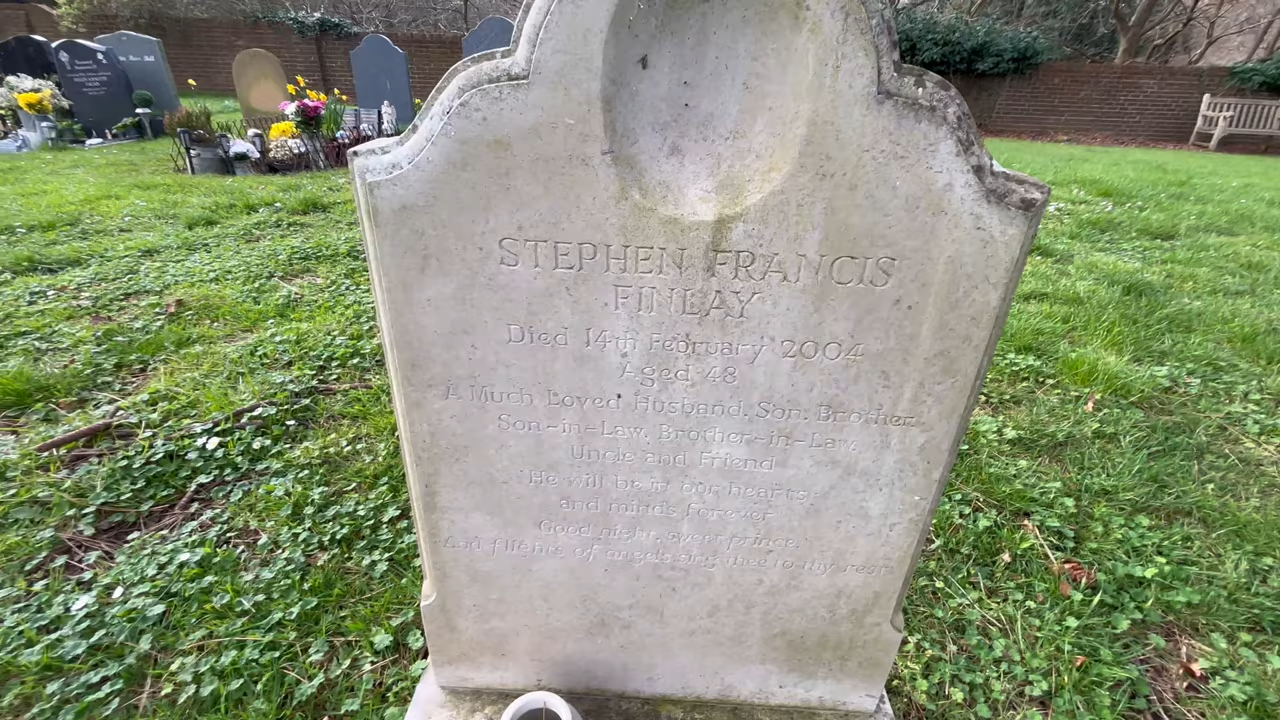 STEPHEN FRANCIS
FINLAY
Died 14th February 2004
Aged 48
A Much Loved Husband, Son, Brother,
Son-in-Law, Brother-in-Law,
Uncle and Friend
He will be in our hearts
and minds forever
Good night, sweet prince,
And flights of angels sing thee to thy rest